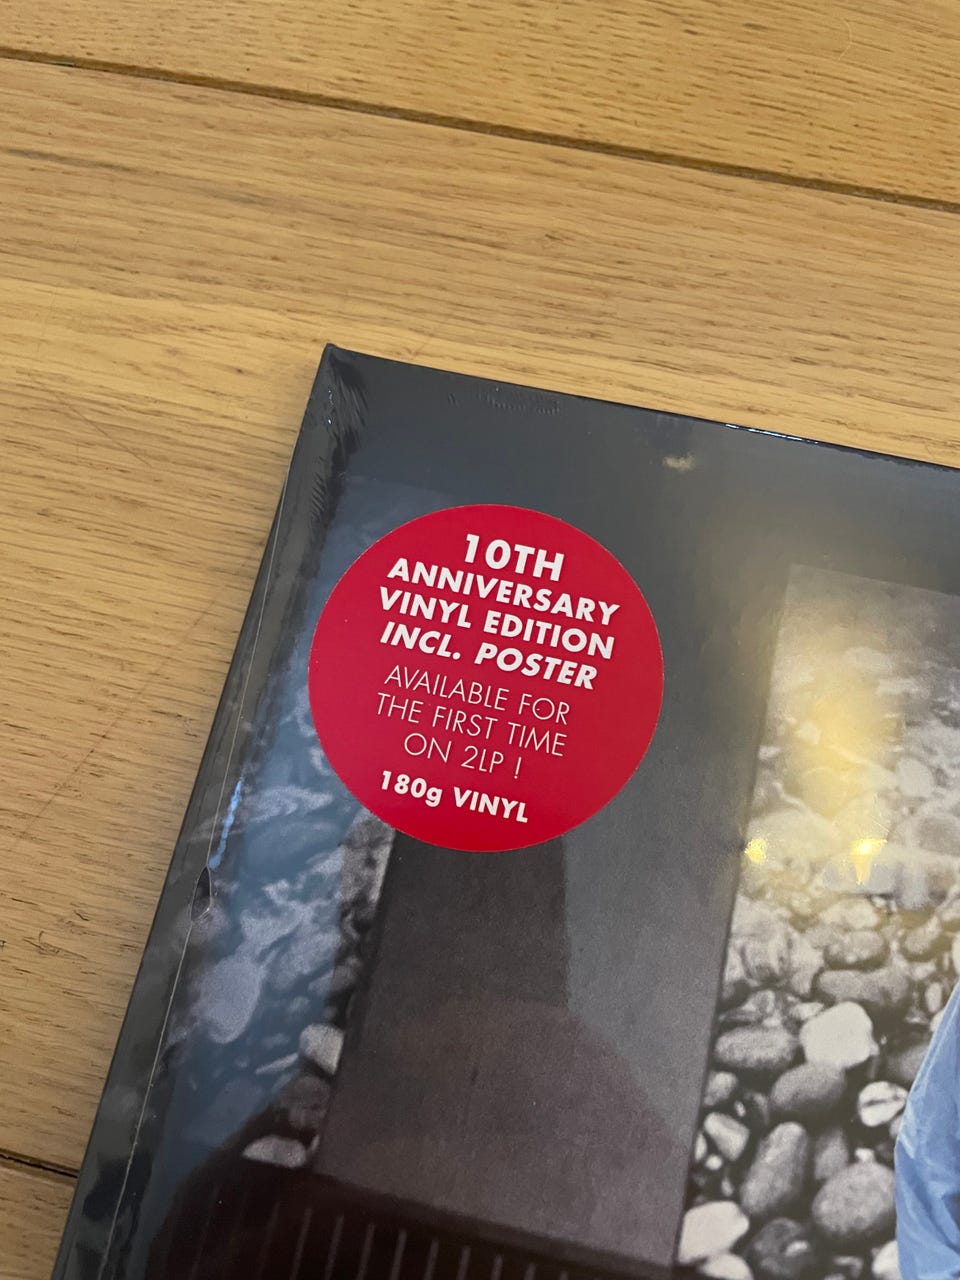 10TH
ANNIVERSARY
VINYL EDITION
INCL. POSTER
AVAILABLE FOR
THE FIRST TIME
ON 2LP !
180g VINYL